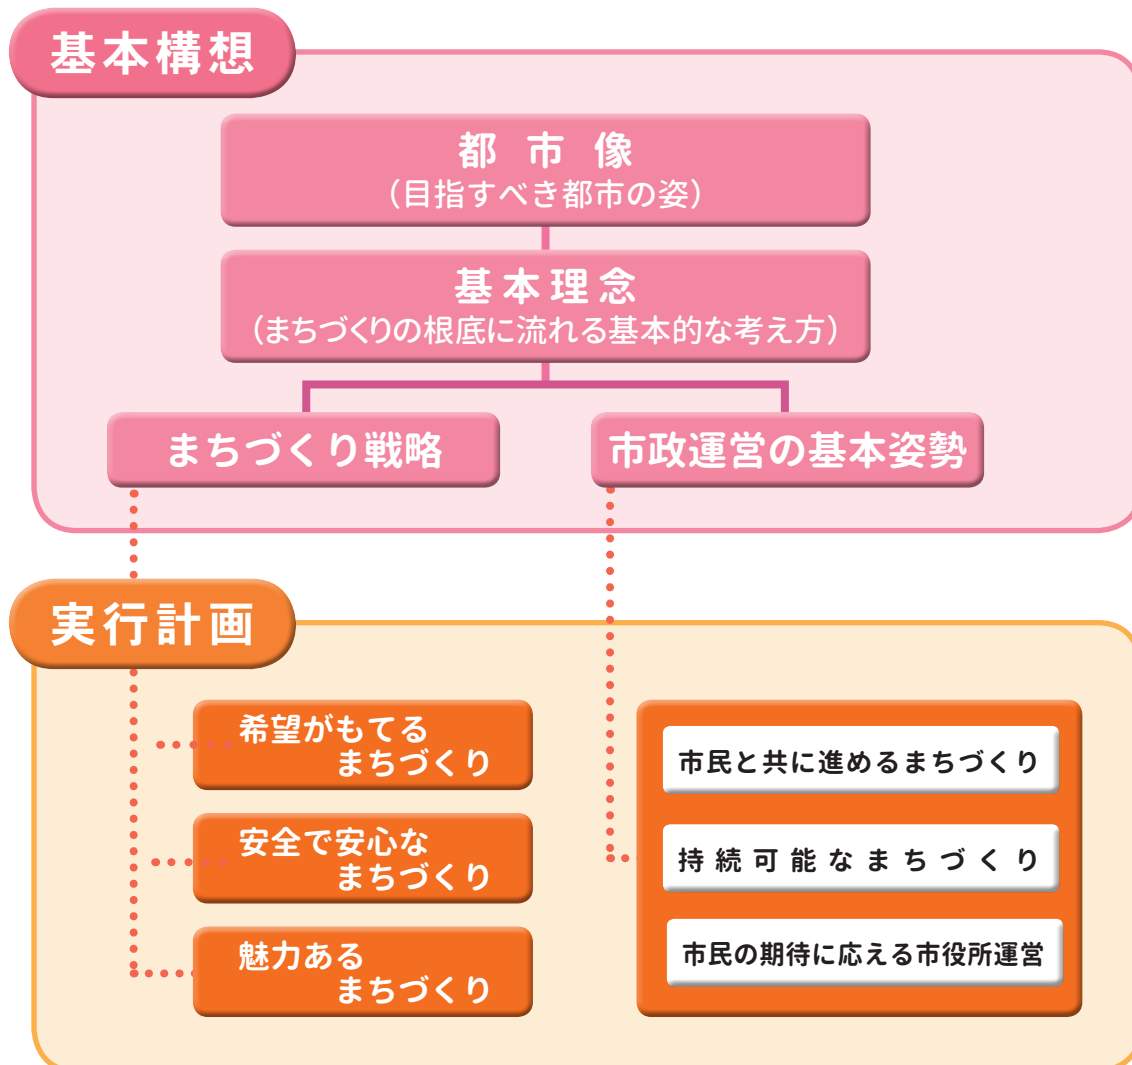 基本構想
都市像
（目指すべき都市の姿）
基本理念
（まちづくりの根底に流れる基本的な考え方）
まちづくり戦略
市政運営の基本姿勢
実行計画
希望がもてる
まちづくり
安全で安心な
まちづくり
魅力ある
まちづくり
市民と共に進めるまちづくり
持続可能なまちづくり
市民の期待に応える市役所運営